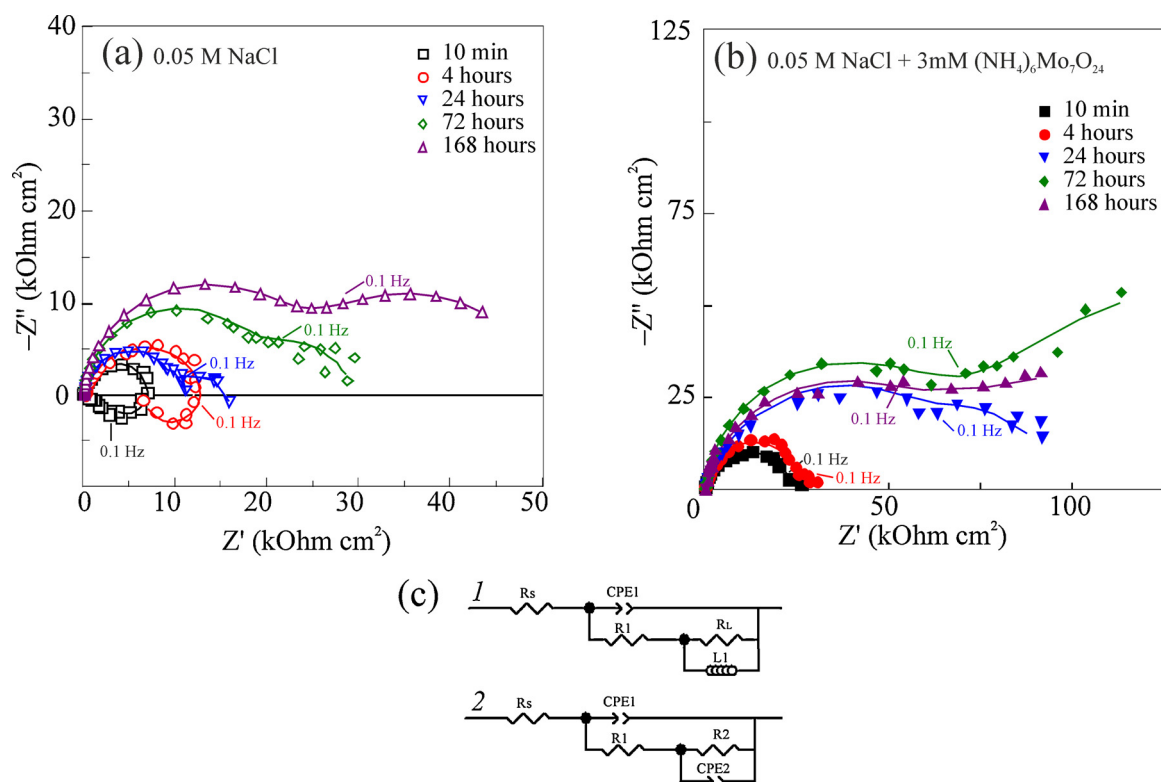 (a) 0.05 M NaCl
10 min
4 hours
24 hours
72 hours
168 hours
40
30
20
10
0
–Z" (kOhm cm²)
0.1 Hz
0.1 Hz
0.1 Hz
0.1 Hz
0.1 Hz
0 10 20 30 40 50
Z' (kOhm cm²)
(b) 0.05 M NaCl + 3mM (NH₄)₆Mo₇O₂₄
10 min
4 hours
24 hours
72 hours
168 hours
125
75
25
–Z" (kOhm cm²)
0.1 Hz
0.1 Hz
0.1 Hz
0.1 Hz
0.1 Hz
0 50 100
Z' (kOhm cm²)
(c)
1
Rs
CPE1
R1
RL
L1
2
Rs
CPE1
R1
R2
CPE2